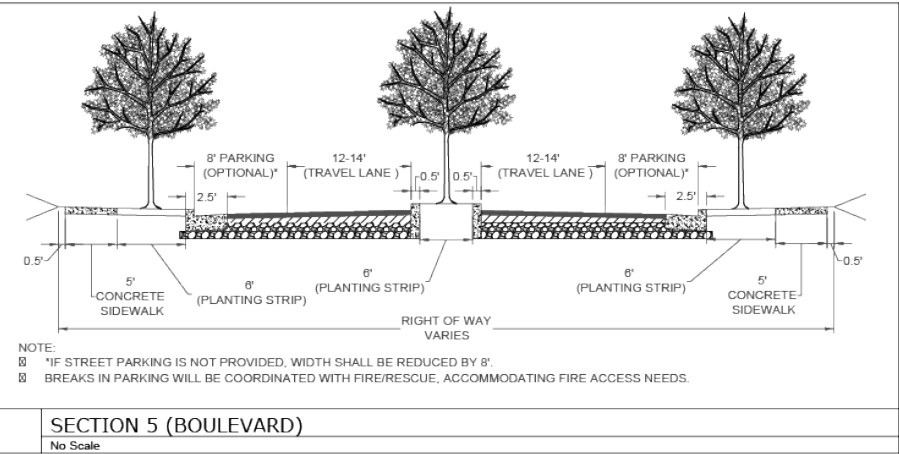 8' PARKING
(OPTIONAL)*
12-14'
(TRAVEL LANE )
0.5'
0.5'
12-14'
(TRAVEL LANE )
8' PARKING
(OPTIONAL)*
2.5'
2.5'
0.5'
5'
CONCRETE
SIDEWALK
6'
(PLANTING STRIP)
6'
(PLANTING STRIP)
6'
(PLANTING STRIP)
5'
CONCRETE
SIDEWALK
0.5'
RIGHT OF WAY
VARIES
NOTE:
*IF STREET PARKING IS NOT PROVIDED, WIDTH SHALL BE REDUCED BY 8'.
BREAKS IN PARKING WILL BE COORDINATED WITH FIRE/RESCUE, ACCOMMODATING FIRE ACCESS NEEDS.
SECTION 5 (BOULEVARD)
No Scale